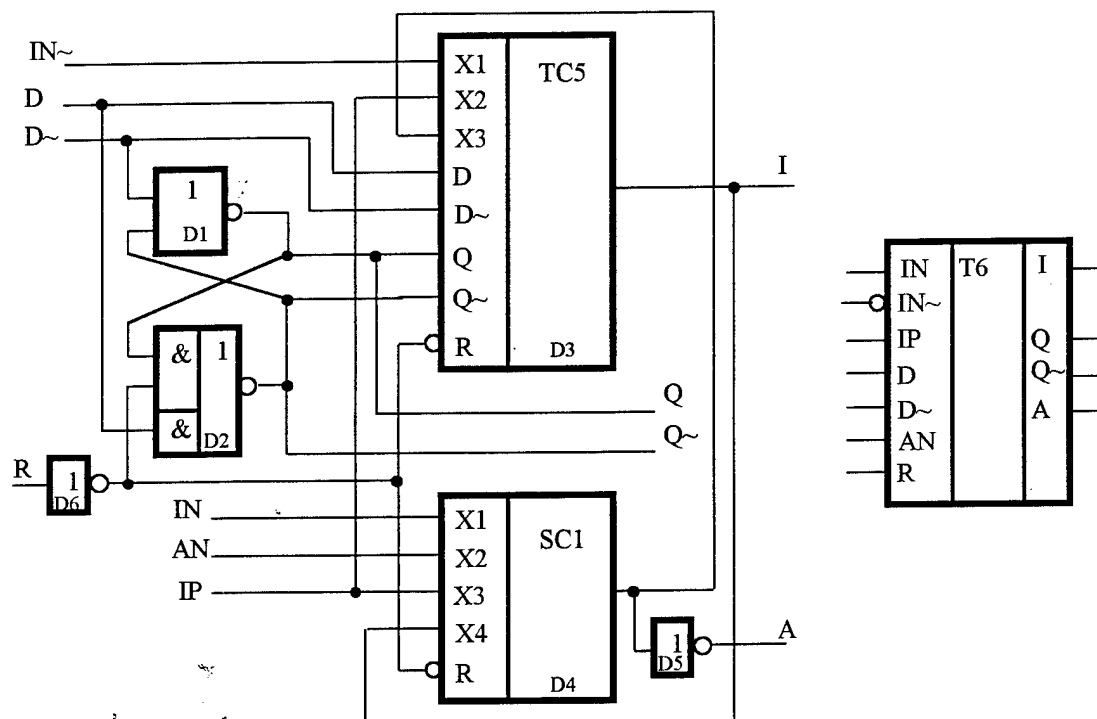 IN~
D
D~
1
D1
&
1
&
D2
R
1
D6
X1
TC5
X2
X3
D
D~
Q
Q~
R
D3
I
Q
Q~
IN
AN
IP
X1
SC1
X2
X3
X4
R
D4
1
D5
A
IN
T6
I
IN~
IP
Q
D
Q~
D~
A
AN
R